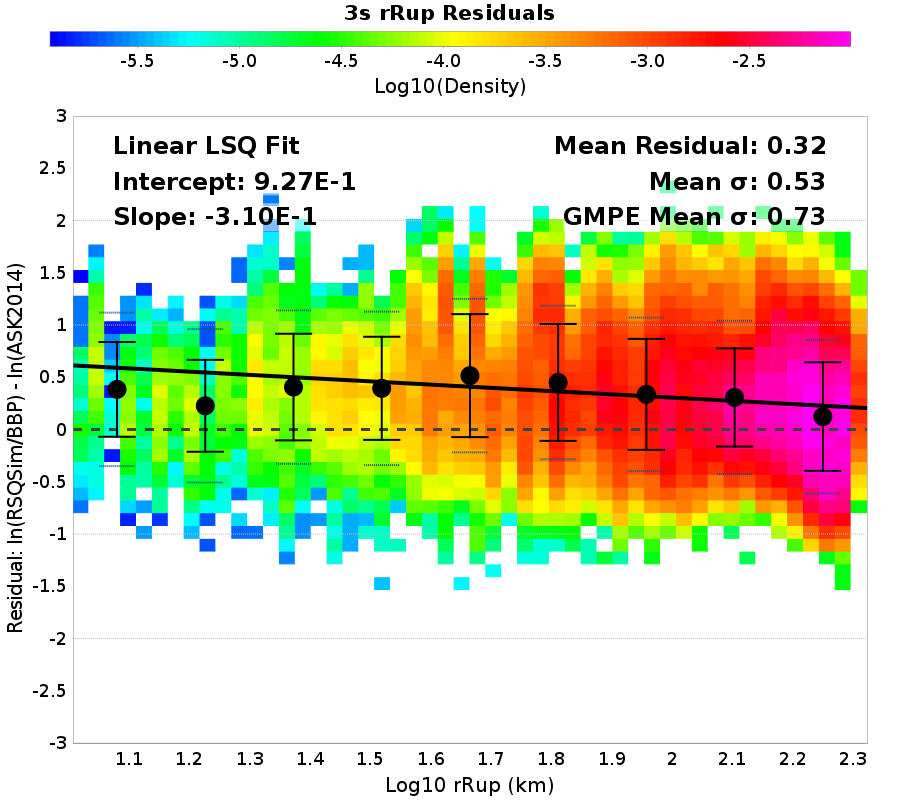 3s rRup Residuals
-5.5 -5.0 -4.5 -4.0 -3.5 -3.0 -2.5
Log10(Density)
Linear LSQ Fit
Intercept: 9.27E-1
Slope: -3.10E-1
Mean Residual: 0.32
Mean σ: 0.53
GMPE Mean σ: 0.73
Residual: ln(RSQSim/BBP) - ln(ASK2014)
3
2.5
2
1.5
1
0.5
0
-0.5
-1
-1.5
-2
-2.5
-3
1.1 1.2 1.3 1.4 1.5 1.6 1.7 1.8 1.9 2 2.1 2.2 2.3
Log10 rRup (km)